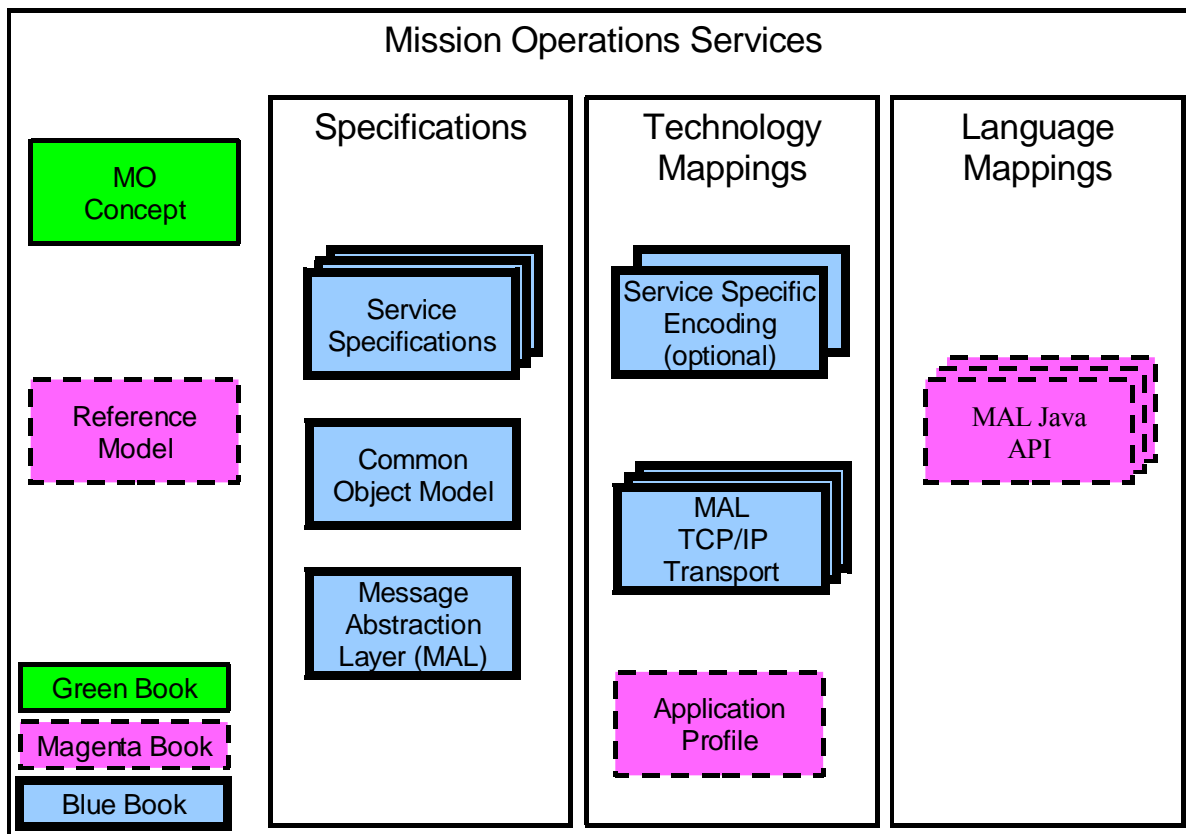 Mission Operations Services
MO
Concept
Reference
Model
Green Book
Magenta Book
Blue Book
Specifications
Service
Specifications
Common
Object Model
Message
Abstraction
Layer (MAL)
Technology
Mappings
Service Specific
Encoding
(optional)
MAL
TCP/IP
Transport
Application
Profile
Language
Mappings
MAL Java
API